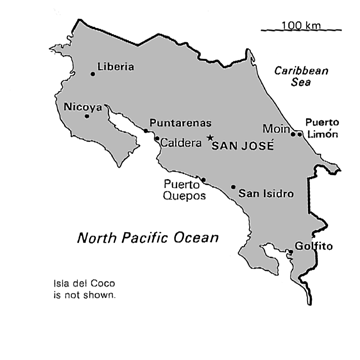 100 km
Caribbean
Sea
Liberia
Nicoya
Puntarenas
Caldera
SAN JOSÉ
Moin
Puerto
Limón
Puerto
Quepos
San Isidro
North Pacific Ocean
Golfito
Isla del Coco
is not shown.